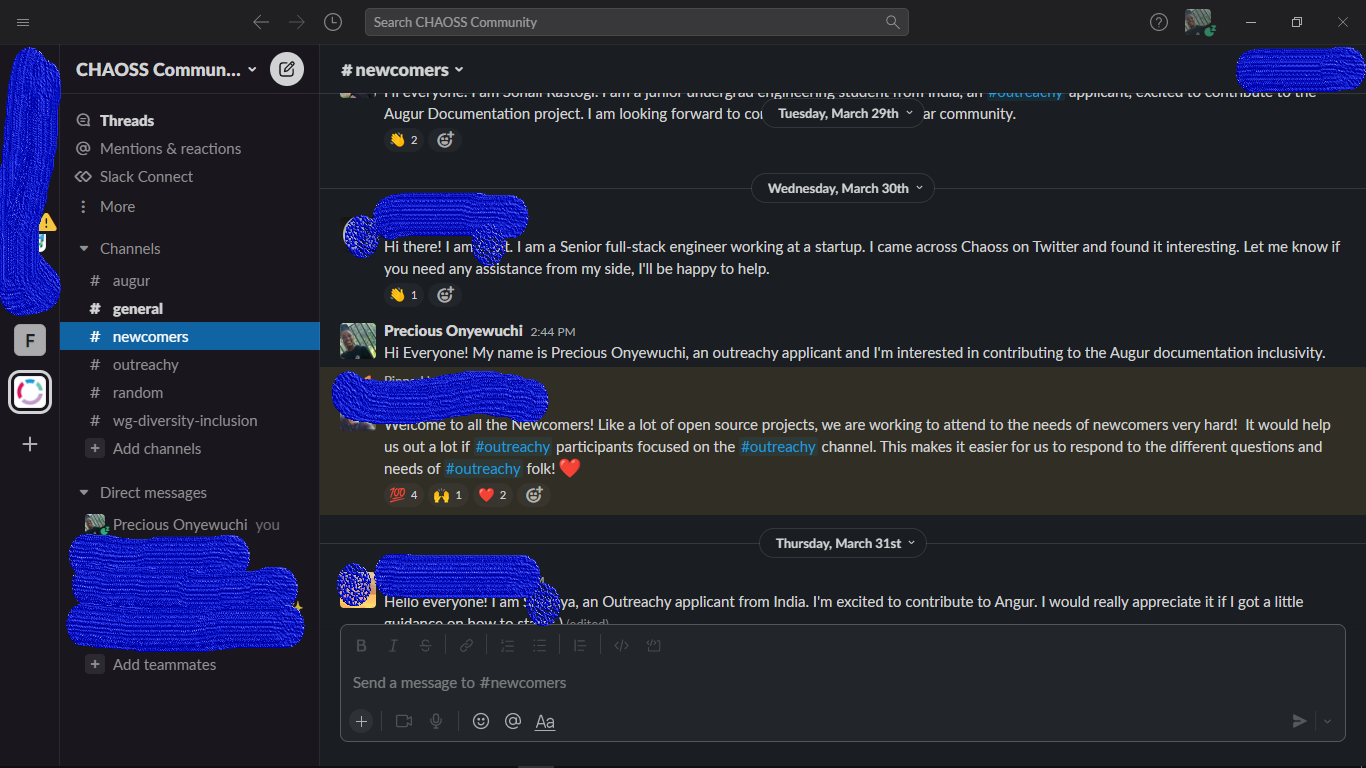 Search CHAOSS Community
CHAOSS Commun...
Threads
Mentions & reactions
Slack Connect
More
Channels
# augur
# general
# newcomers
# outreachy
# random
# wg-diversity-inclusion
+ Add channels
Direct messages
Precious Onyewuchi you
+ Add teammates
F
# newcomers
Hi everyone! I am Sonali Rastogi. I am a junior undergrad engineering student from India, an #outreachy applicant, excited to contribute to the
Augur Documentation project. I am looking forward to
Tuesday, March 29th
community.
👋 2
Wednesday, March 30th
Hi there! I am I am a Senior full-stack engineer working at a startup. I came across Chaoss on Twitter and found it interesting. Let me know if
you need any assistance from my side, I'll be happy to help.
👋 1
Precious Onyewuchi 2:44 PM
Hi Everyone! My name is Precious Onyewuchi, an outreachy applicant and I'm interested in contributing to the Augur documentation inclusivity.
Welcome to all the Newcomers! Like a lot of open source projects, we are working to attend to the needs of newcomers very hard! It would help
us out a lot if #outreachy participants focused on the #outreachy channel. This makes it easier for us to respond to the different questions and
needs of #outreachy folk! ❤️
💯 4 🙌 1 ❤️ 2
Thursday, March 31st
Hello everyone! I am an Outreachy applicant from India. I'm excited to contribute to Angur. I would really appreciate it if I got a little
guidance on how to (edited)
B I S
Send a message to #newcomers
+ @ Aa